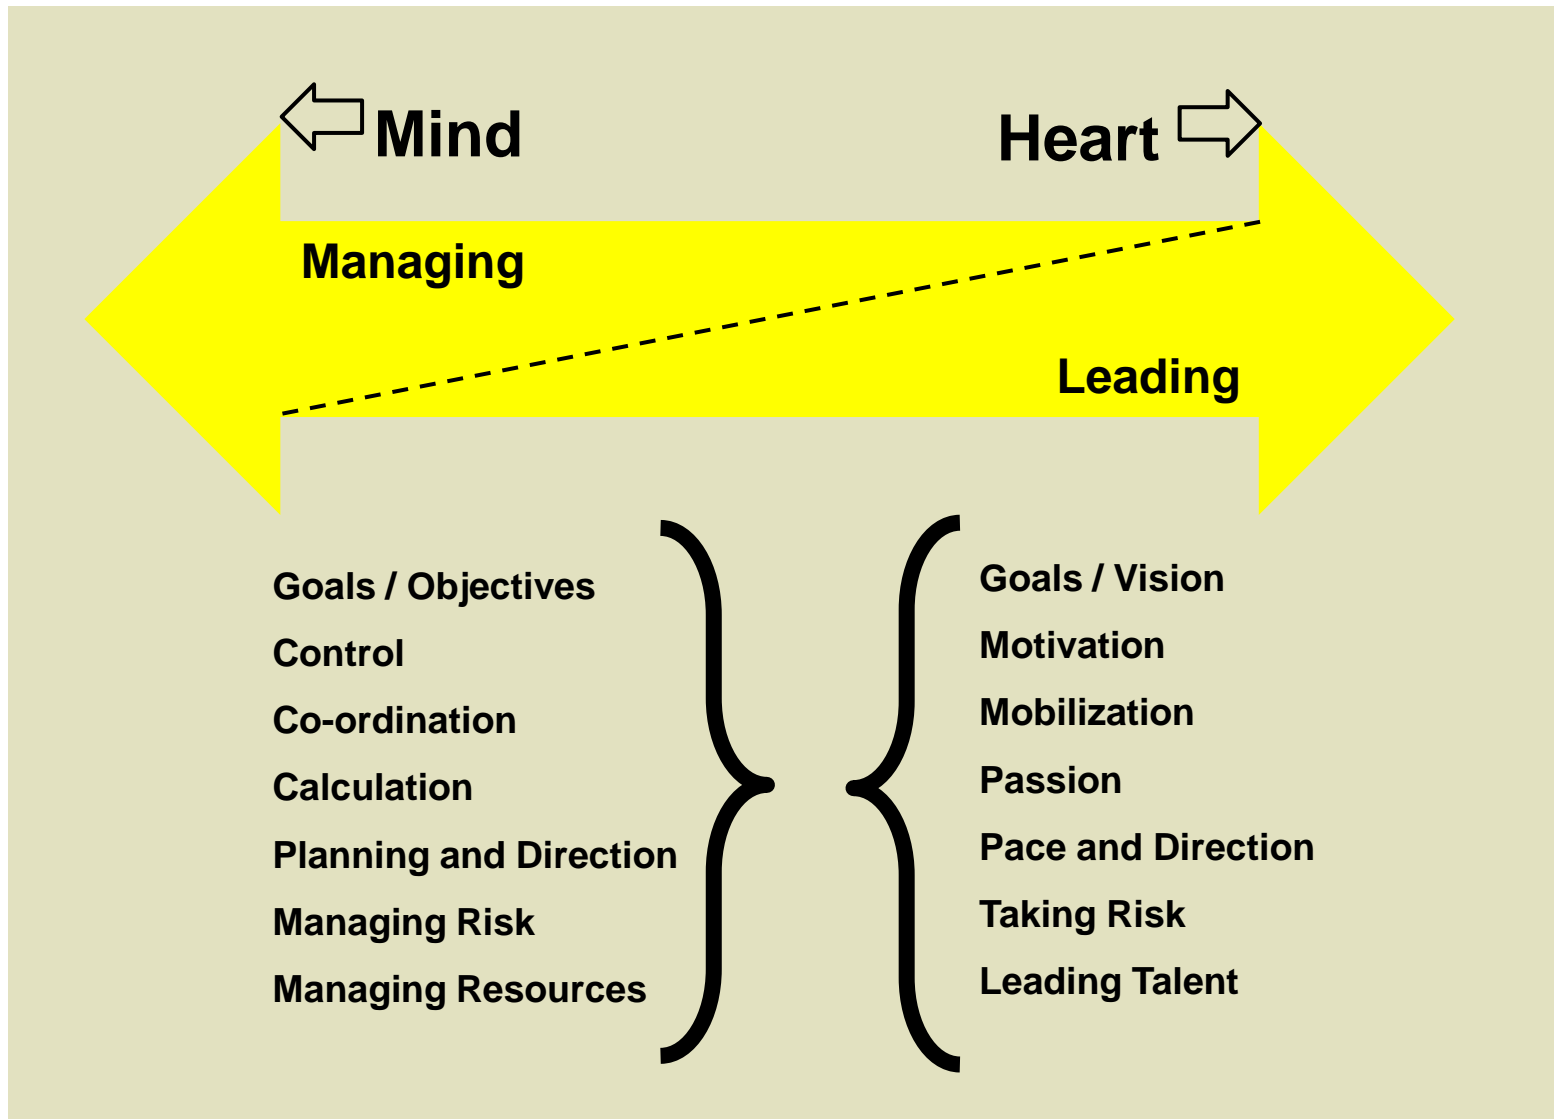 Mind
Heart
Managing
Leading
Goals / Objectives
Control
Co-ordination
Calculation
Planning and Direction
Managing Risk
Managing Resources
Goals / Vision
Motivation
Mobilization
Passion
Pace and Direction
Taking Risk
Leading Talent